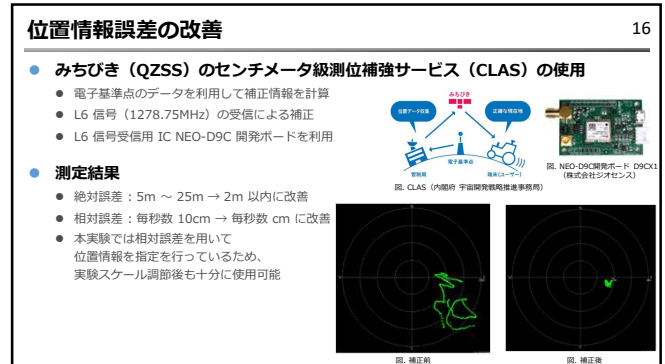 位置情報誤差の改善
16
みちびき（QZSS）のセンチメータ級測位補強サービス（CLAS）の使用
電子基準点のデータを利用して補正情報を計算
L6 信号（1278.75MHz）の受信による補正
L6 信号受信用 IC NEO-D9C 開発ボードを利用
みちびき
位置データ収集
正確な現在地
電子基準点
管制局
端末(ユーザー)
図. CLAS（内閣府 宇宙開発戦略推進事務局）
図. NEO-D9C開発ボード D9CX1
（株式会社ジオセンス）
測定結果
絶対誤差 : 5m ～ 25m → 2m 以内に改善
相対誤差 : 毎秒数 10cm → 毎秒数 cm に改善
本実験では相対誤差を用いて
位置情報を指定を行っているため、
実験スケール調節後も十分に使用可能
図. 補正前
図. 補正後